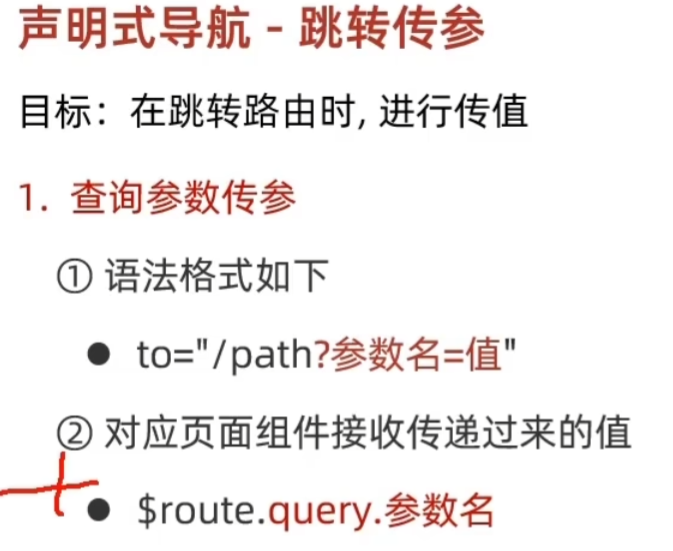 声明式导航 - 跳转传参
目标：在跳转路由时, 进行传值
1. 查询参数传参
① 语法格式如下
● to="/path?参数名=值"
② 对应页面组件接收传递过来的值
● $route.query.参数名